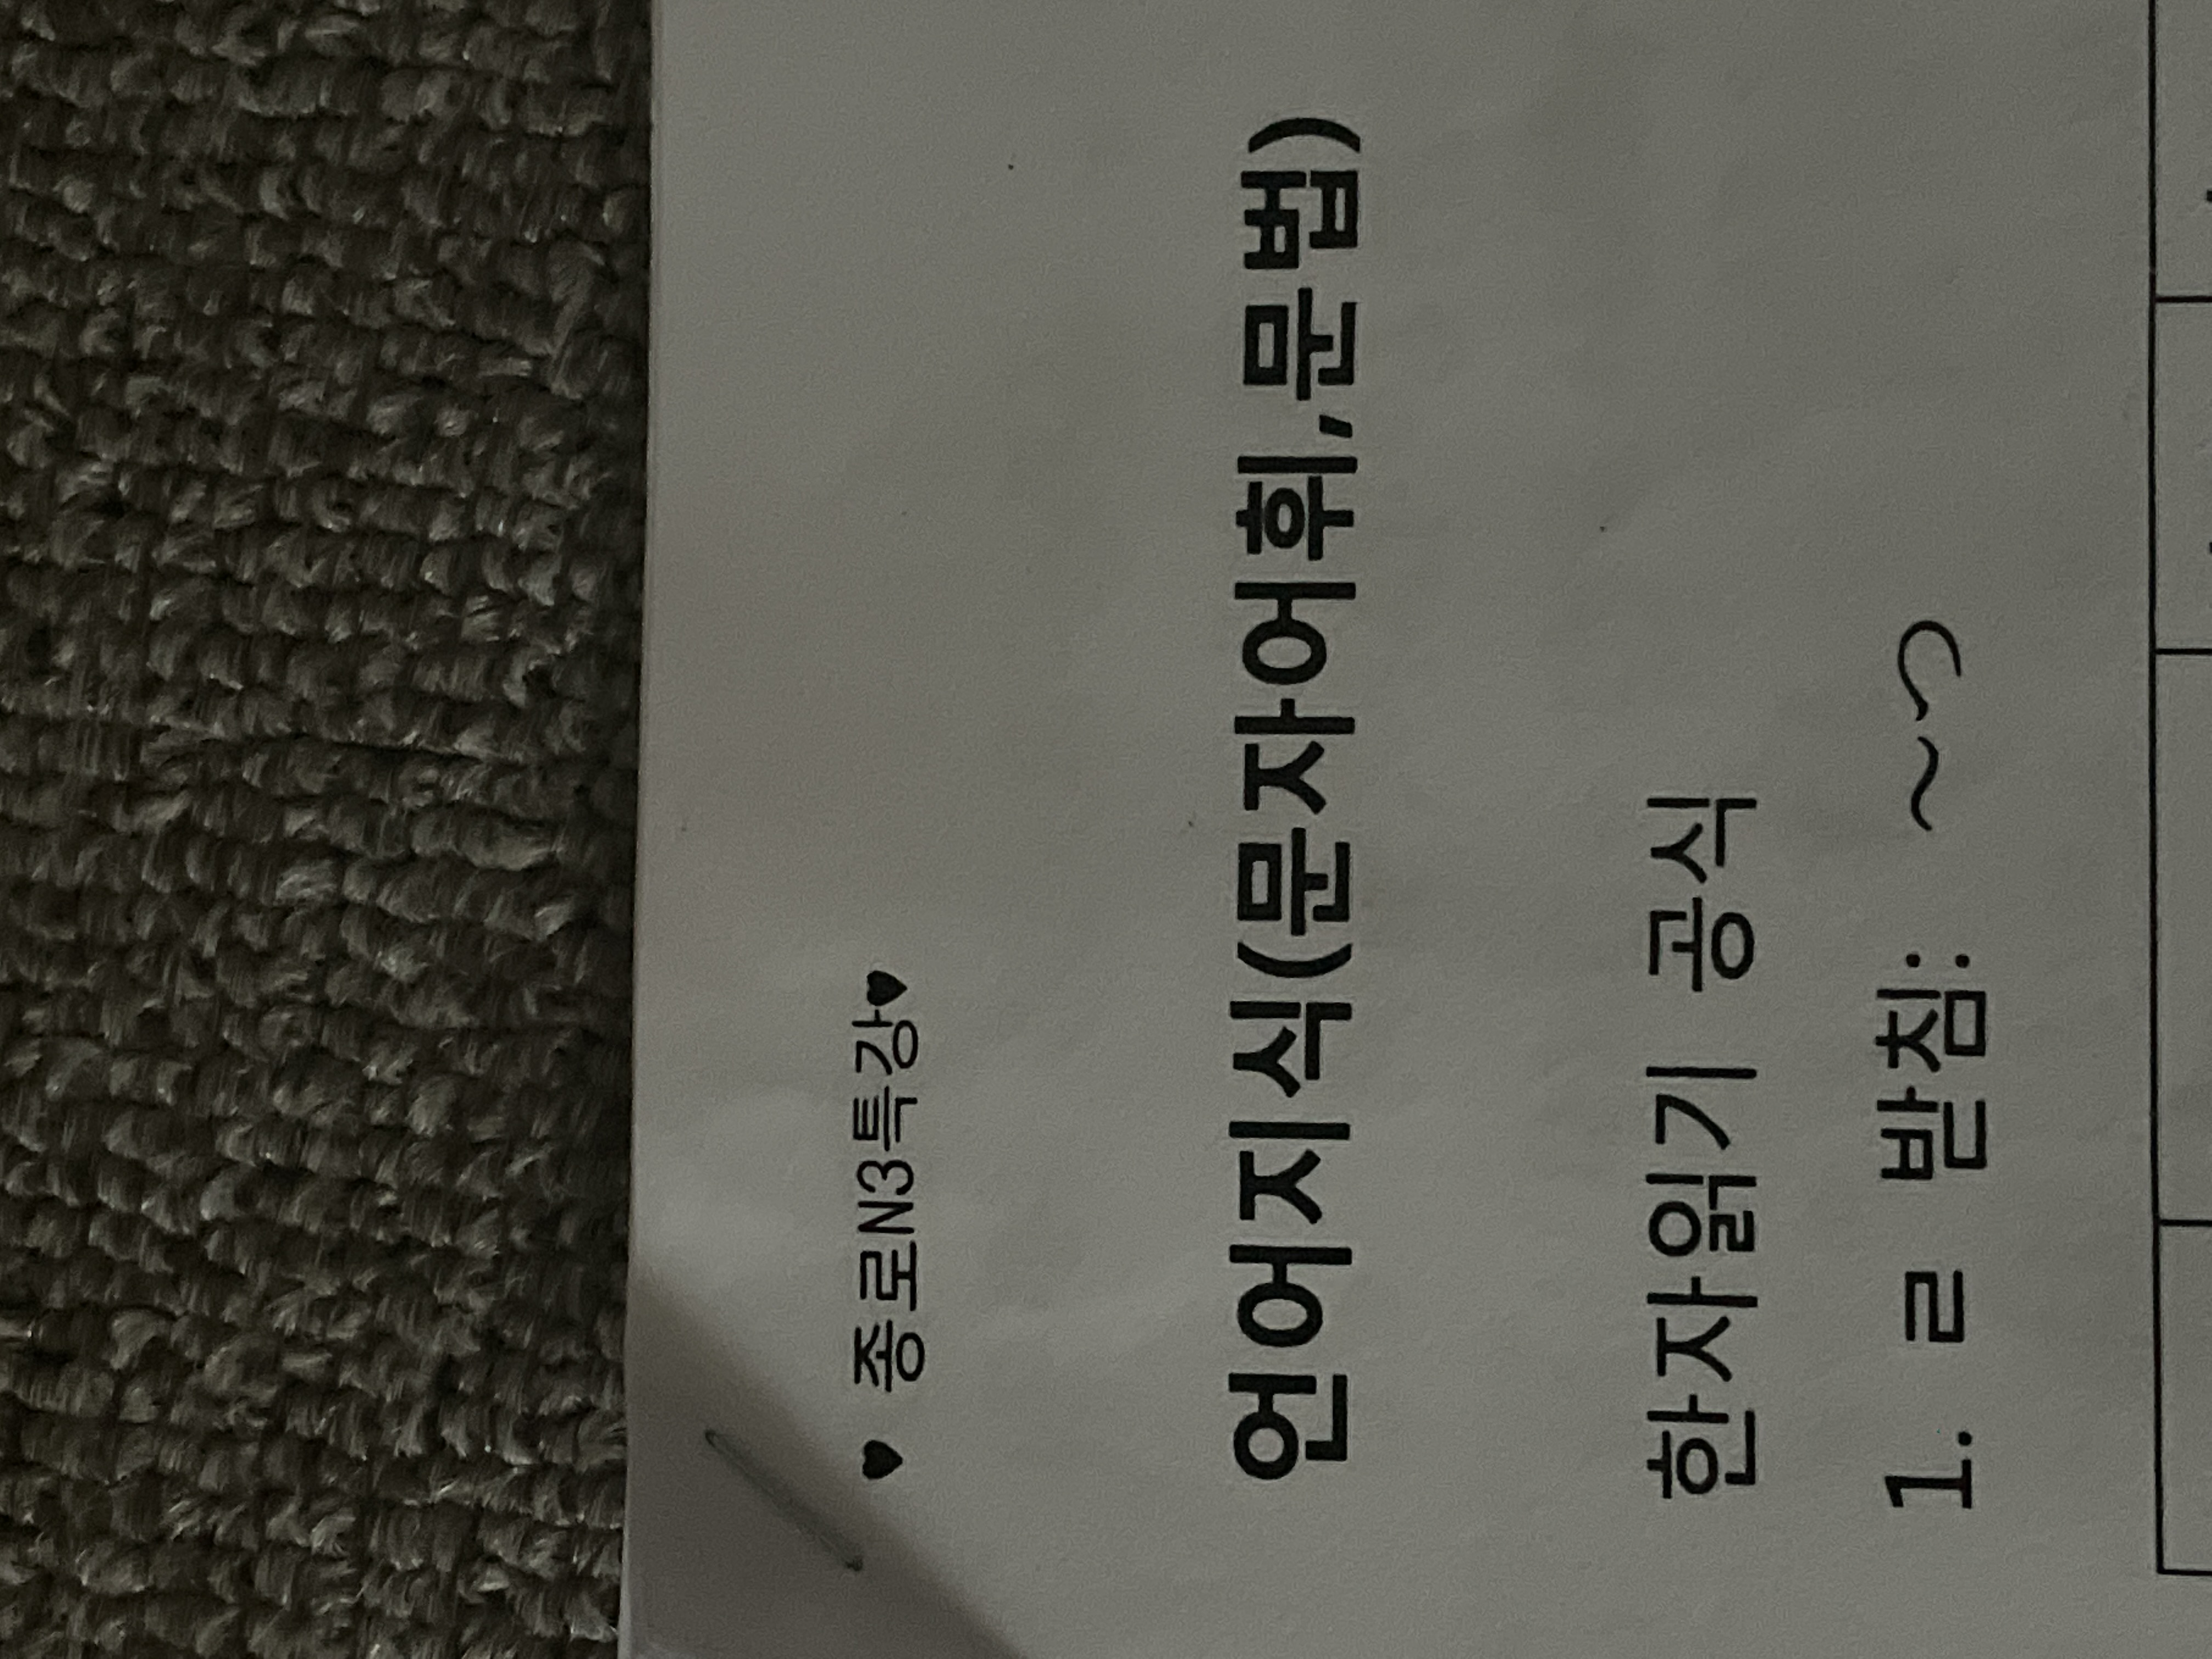 ♥ 종로N3특강♥
언어지식(문자어휘,문법)
한자읽기 공식
1. ㄹ 받침: ~つ